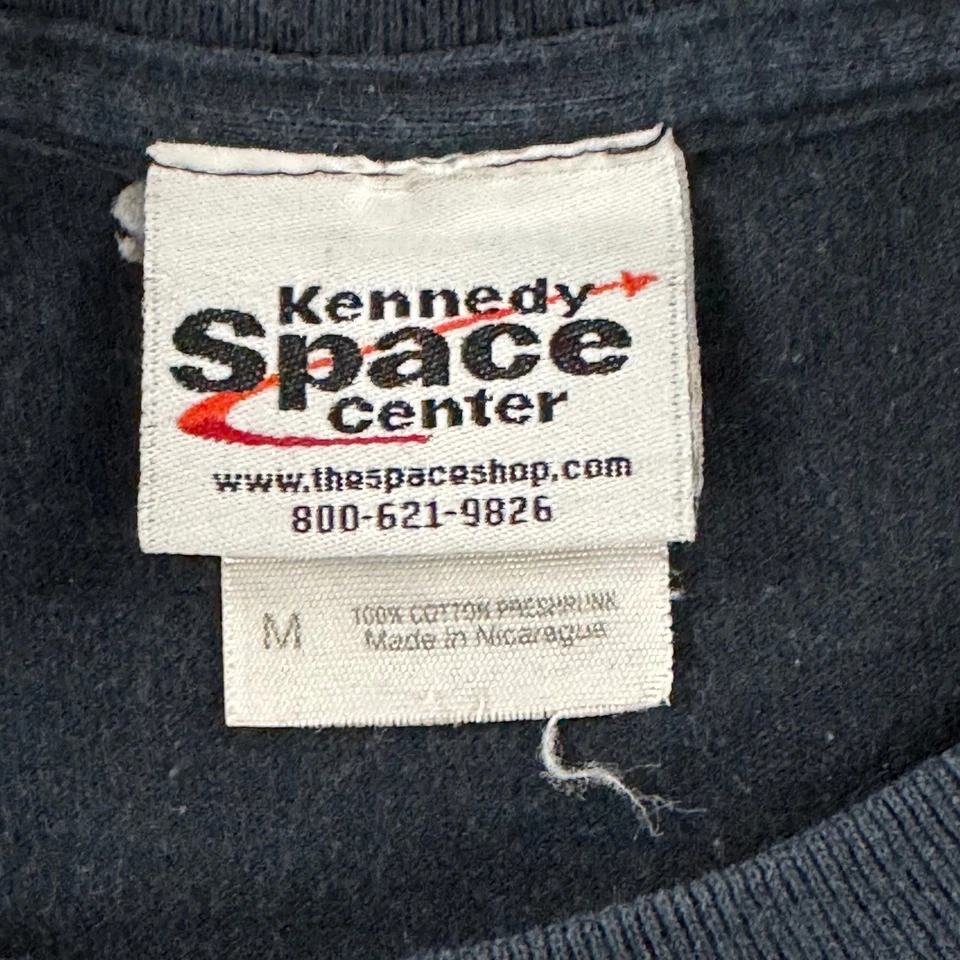 Kennedy
Space
Center
www.thespaceshop.com
800-621-9826
M
100% COTTON PRESHRUNK
Made in Nicaragua